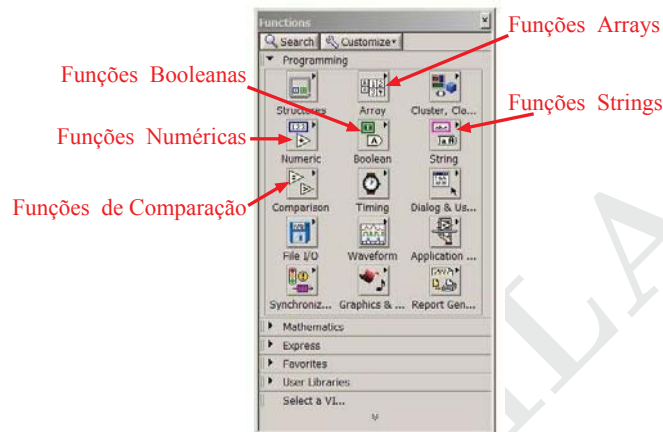 Functions
Search Customize
Programming
Structures Array Cluster, Cla...
Numeric Boolean String
Comparison Timing Dialog & Us...
File I/O Waveform Application ...
Synchroniz... Graphics & ... Report Gen...
Mathematics
Express
Favorites
User Libraries
Select a VI...
Funções Arrays
Funções Booleanas
Funções Strings
Funções Numéricas
Funções de Comparação